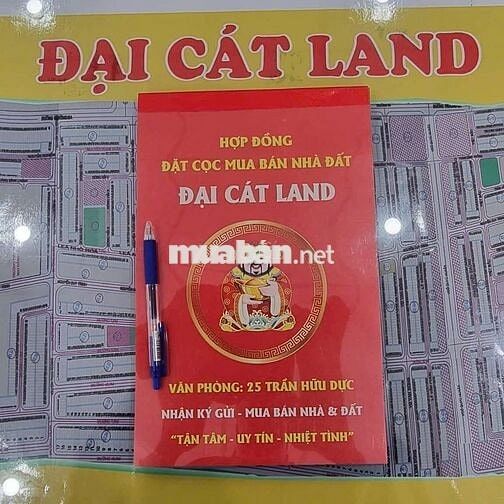 ĐẠI CÁT LAND
HỢP ĐỒNG
ĐẶT CỌC MUA BÁN NHÀ ĐẤT
ĐẠI CÁT LAND
muabán.net
VĂN PHÒNG: 25 TRẦN HỮU DỰC
NHẬN KÝ GỬI - MUA BÁN NHÀ & ĐẤT
“TẬN TÂM - UY TÍN - NHIỆT TÌNH”